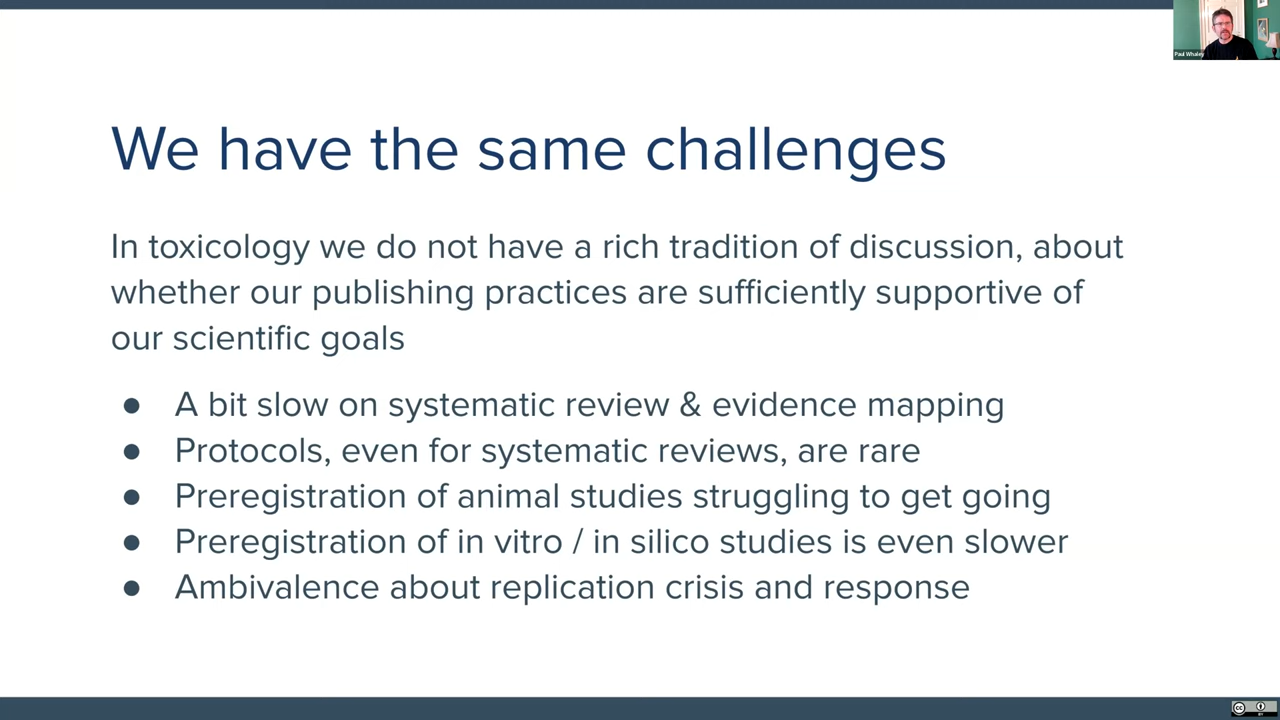 Paul Whaley
We have the same challenges
In toxicology we do not have a rich tradition of discussion, about
whether our publishing practices are sufficiently supportive of
our scientific goals
● A bit slow on systematic review & evidence mapping
● Protocols, even for systematic reviews, are rare
● Preregistration of animal studies struggling to get going
● Preregistration of in vitro / in silico studies is even slower
● Ambivalence about replication crisis and response
cc
BY